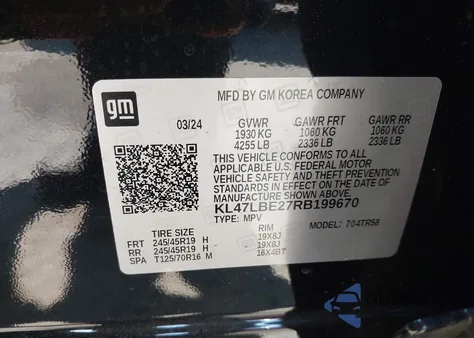 gm
MFD BY GM KOREA COMPANY
03/24 GVWR GAWR FRT GAWR RR
1930 KG 1060 KG 1060 KG
4255 LB 2336 LB 2336 LB
THIS VEHICLE CONFORMS TO ALL
APPLICABLE U.S. FEDERAL MOTOR
VEHICLE SAFETY AND THEFT PREVENTION
STANDARDS IN EFFECT ON THE DATE OF
MANUFACTURE SHOWN ABOVE.
KL47LBE27RB199670
TYPE: MPV MODEL: 704TR58
TIRE SIZE RIM
FRT 245/45R19 H 19X8J
RR 245/45R19 H 19X8J
SPA T125/70R16 M 16X4BT